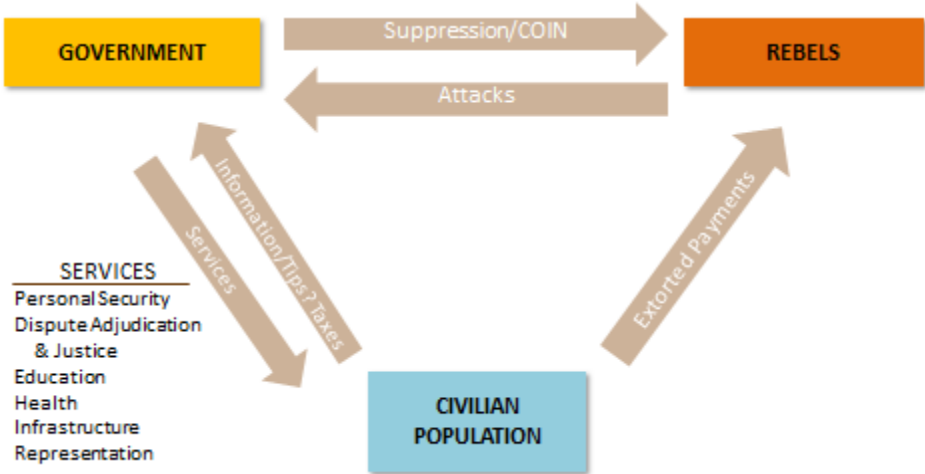 GOVERNMENT
Suppression/COIN
REBELS
Attacks
Information/Tips? Taxes
Services
Extorted Payments
SERVICES
Personal Security
Dispute Adjudication
& Justice
Education
Health
Infrastructure
Representation
CIVILIAN
POPULATION